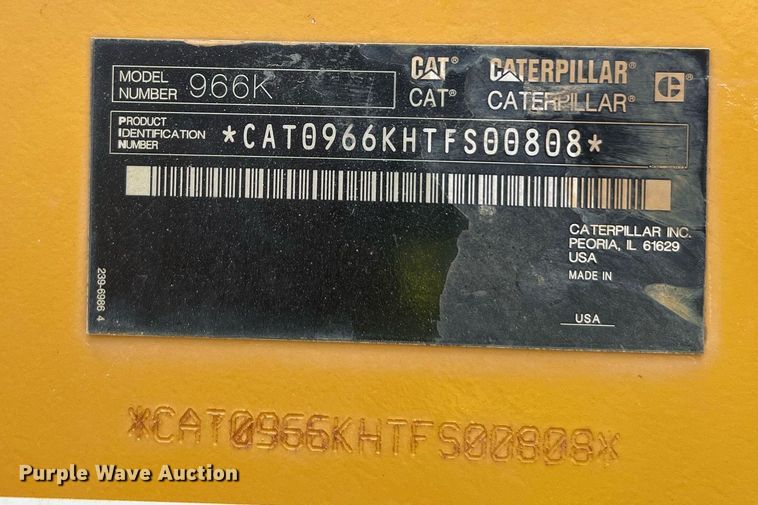 MODEL NUMBER 966K
CAT® CATERPILLAR® C®
CAT® CATERPILLAR®
PRODUCT IDENTIFICATION NUMBER *CAT0966KHTFS00808*
CATERPILLAR INC.
PEORIA, IL 61629
USA
MADE IN
USA
239-6986 4
*CAT0966KHTFS00808*
Purple Wave Auction